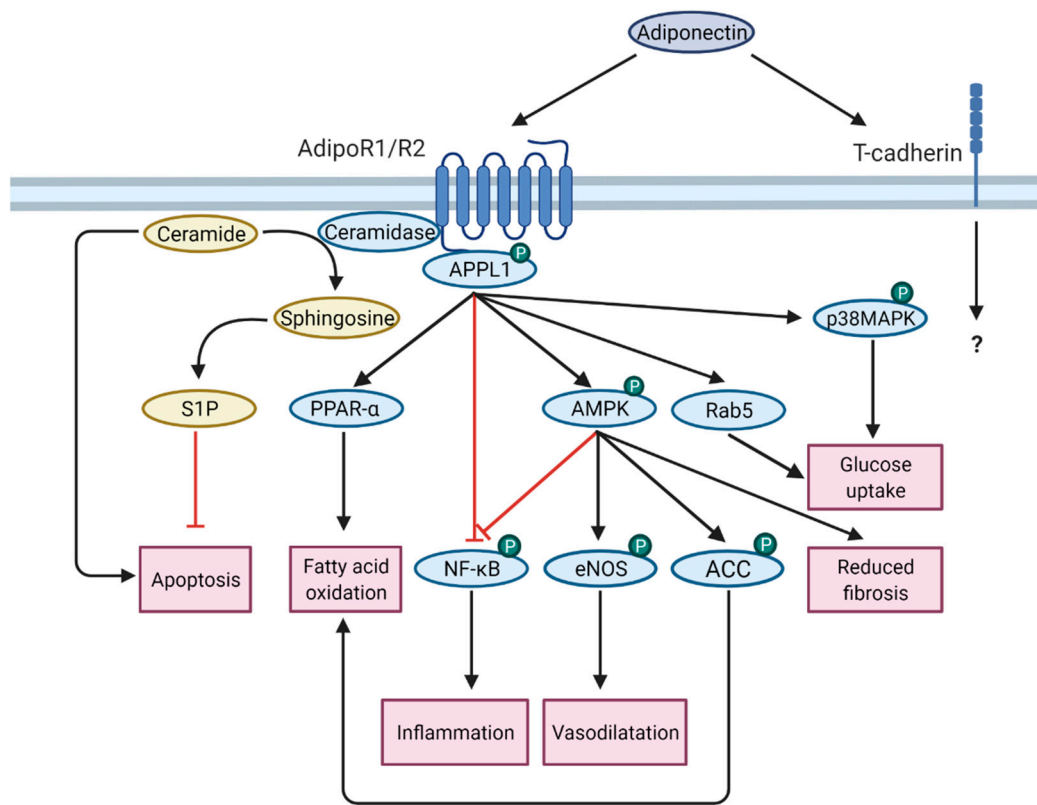 Adiponectin
AdipoR1/R2
T-cadherin
Ceramide
Ceramidase
P
APPL1
P
p38MAPK
Sphingosine
?
P
S1P
PPAR-α
AMPK
Rab5
Glucose
uptake
P
P
P
Apoptosis
Fatty acid
oxidation
NF-κB
eNOS
ACC
Reduced
fibrosis
Inflammation
Vasodilatation